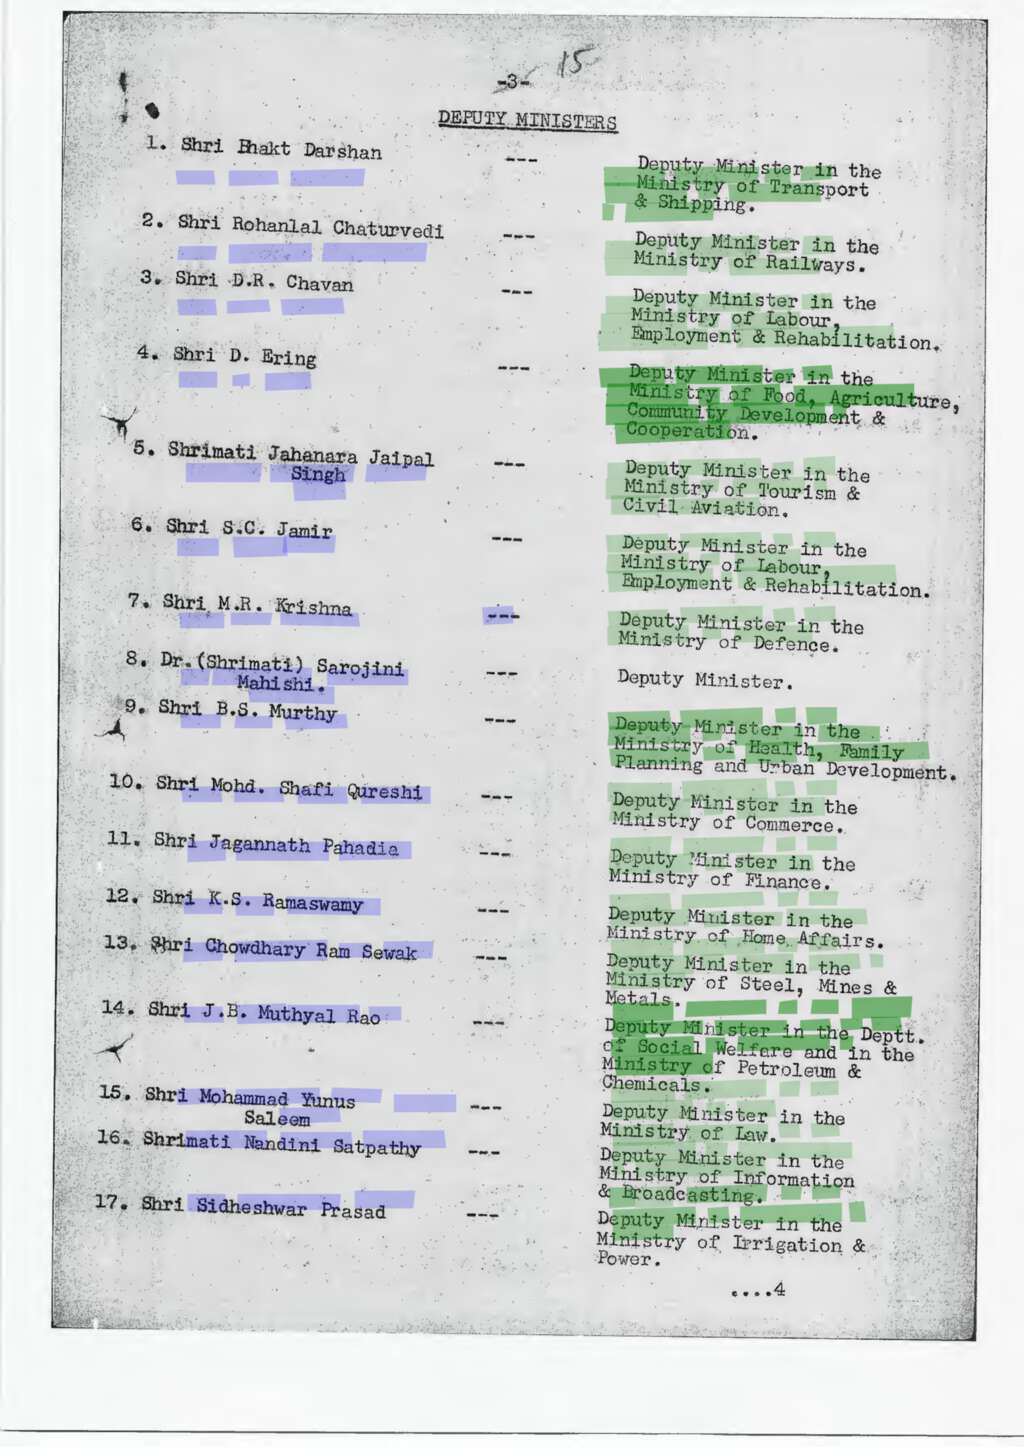 15
-3-
DEPUTY MINISTERS
1. Shri Bhakt Darshan --- Deputy Minister in the
Ministry of Transport
& Shipping.
2. Shri Rohanlal Chaturvedi --- Deputy Minister in the
Ministry of Railways.
3. Shri D.R. Chavan --- Deputy Minister in the
Ministry of Labour,
Employment & Rehabilitation.
4. Shri D. Ering --- Deputy Minister in the
Ministry of Food, Agriculture,
Community Development &
Cooperation.
5. Shrimati Jahanara Jaipal
Singh --- Deputy Minister in the
Ministry of Tourism &
Civil Aviation.
6. Shri S.C. Jamir --- Deputy Minister in the
Ministry of Labour,
Employment & Rehabilitation.
7. Shri M.R. Krishna --- Deputy Minister in the
Ministry of Defence.
8. Dr.(Shrimati) Sarojini
Mahishi. --- Deputy Minister.
9. Shri B.S. Murthy --- Deputy Minister in the
Ministry of Health, Family
Planning and Urban Development.
10. Shri Mohd. Shafi Qureshi --- Deputy Minister in the
Ministry of Commerce.
11. Shri Jagannath Pahadia --- Deputy Minister in the
Ministry of Finance.
12. Shri K.S. Ramaswamy --- Deputy Minister in the
Ministry of Home Affairs.
13. Shri Chowdhary Ram Sewak --- Deputy Minister in the
Ministry of Steel, Mines &
Metals.
14. Shri J.B. Muthyal Rao --- Deputy Minister in the Deptt.
of Social Welfare and in the
Ministry of Petroleum &
Chemicals.
15. Shri Mohammad Yunus
Saleem --- Deputy Minister in the
Ministry of Law.
16. Shrimati Nandini Satpathy --- Deputy Minister in the
Ministry of Information
& Broadcasting.
17. Shri Sidheshwar Prasad --- Deputy Minister in the
Ministry of Irrigation &
Power.
....4